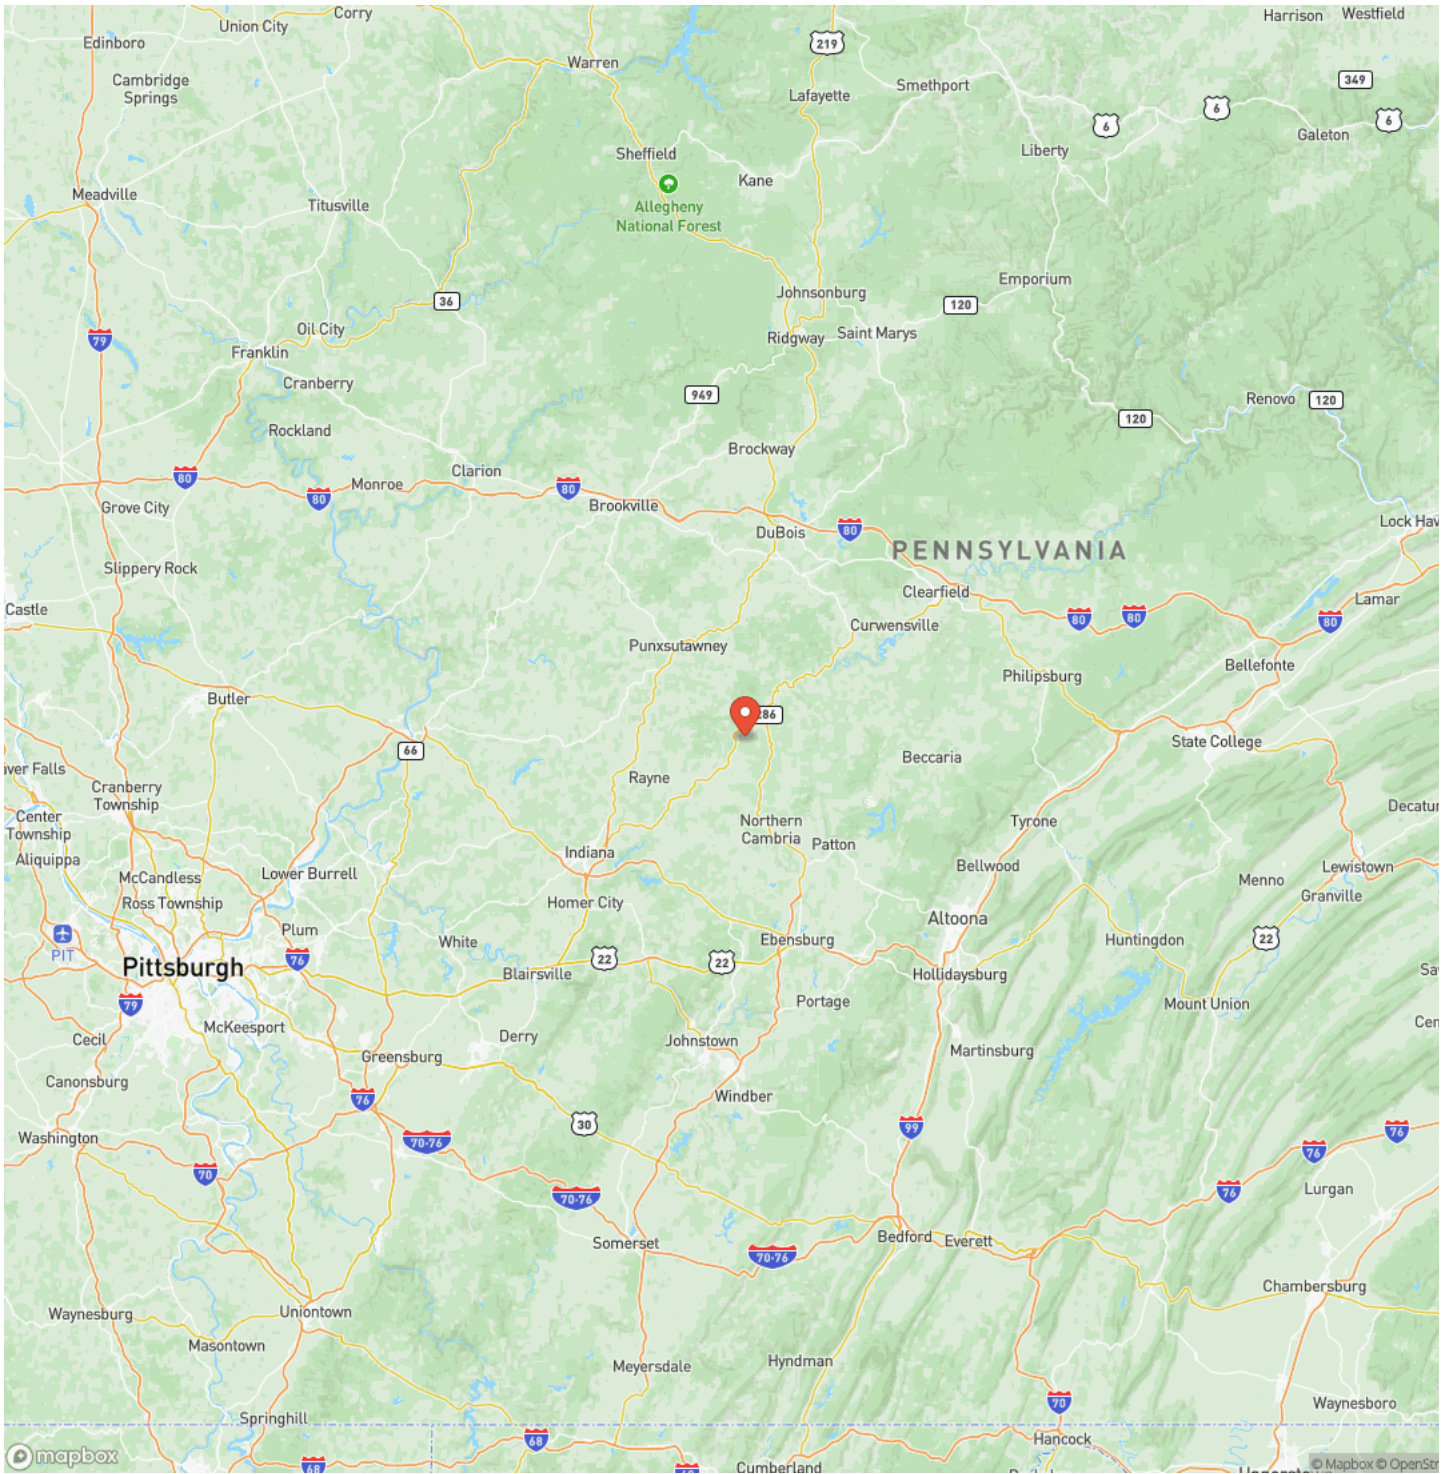 Corry
Harrison
Westfield
Union City
Edinboro
219
Warren
Cambridge
Springs
Smethport
349
Lafayette
6
6
6
Galeton
Liberty
Sheffield
Kane
Meadville
Titusville
Allegheny
National Forest
Emporium
Johnsonburg
36
120
Oil City
79
Ridgway
Saint Marys
Franklin
Cranberry
949
Renovo
120
120
Rockland
Brockway
Clarion
80
80
80
Monroe
Grove City
Brookville
Lock Hav
DuBois
80
PENNSYLVANIA
Slippery Rock
Clearfield
Lamar
Castle
80
80
80
Curwensville
Punxsutawney
Bellefonte
Philipsburg
Butler
286
State College
66
Beccaria
ver Falls
Rayne
Cranberry
Township
Decatur
Center
Township
Northern
Cambria
Tyrone
Patton
Aliquippa
Indiana
Bellwood
Lewistown
McCandless
Lower Burrell
Menno
Granville
Ross Township
Homer City
Altoona
PIT
Plum
White
Ebensburg
Huntingdon
22
Pittsburgh
76
22
22
Blairsville
Hollidaysburg
Sa
79
Portage
Mount Union
McKeesport
Cen
Cecil
Derry
Johnstown
Greensburg
Martinsburg
Canonsburg
76
Windber
30
99
76
Washington
70-76
76
70
70-76
76
Lurgan
Somerset
Bedford
Everett
70-76
Chambersburg
Waynesburg
Uniontown
Masontown
Meyersdale
Hyndman
70
Waynesboro
Springhill
68
Hancock
mapbox
68
68
Cumberland
© Mapbox © OpenStr